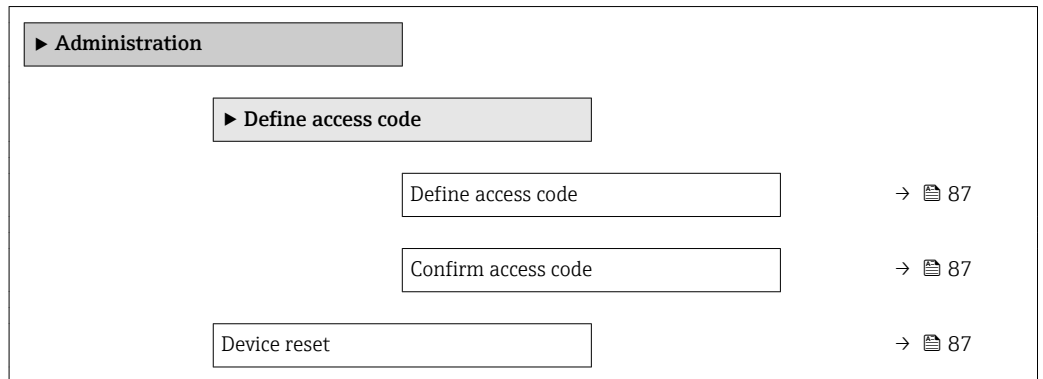 ▶ Administration
▶ Define access code
Define access code → 87
Confirm access code → 87
Device reset → 87